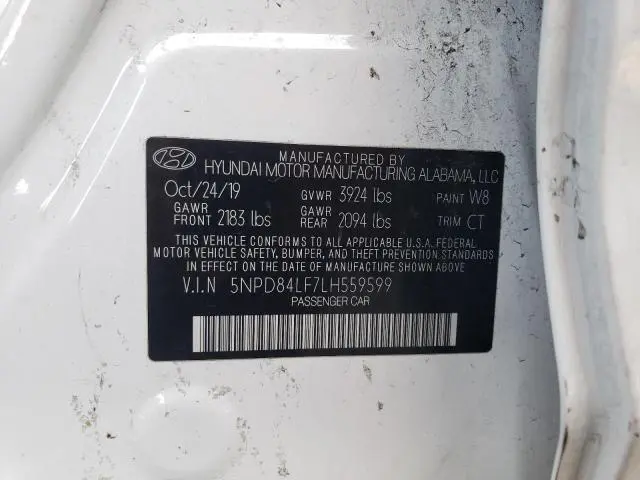 MANUFACTURED BY
HYUNDAI MOTOR MANUFACTURING ALABAMA, LLC
Oct/24/19 GVWR 3924 lbs PAINT W8
GAWR FRONT 2183 lbs GAWR REAR 2094 lbs TRIM CT
THIS VEHICLE CONFORMS TO ALL APPLICABLE U.S.A. FEDERAL
MOTOR VEHICLE SAFETY, BUMPER, AND THEFT PREVENTION STANDARDS
IN EFFECT ON THE DATE OF MANUFACTURE SHOWN ABOVE
V.I.N 5NPD84LF7LH559599
PASSENGER CAR